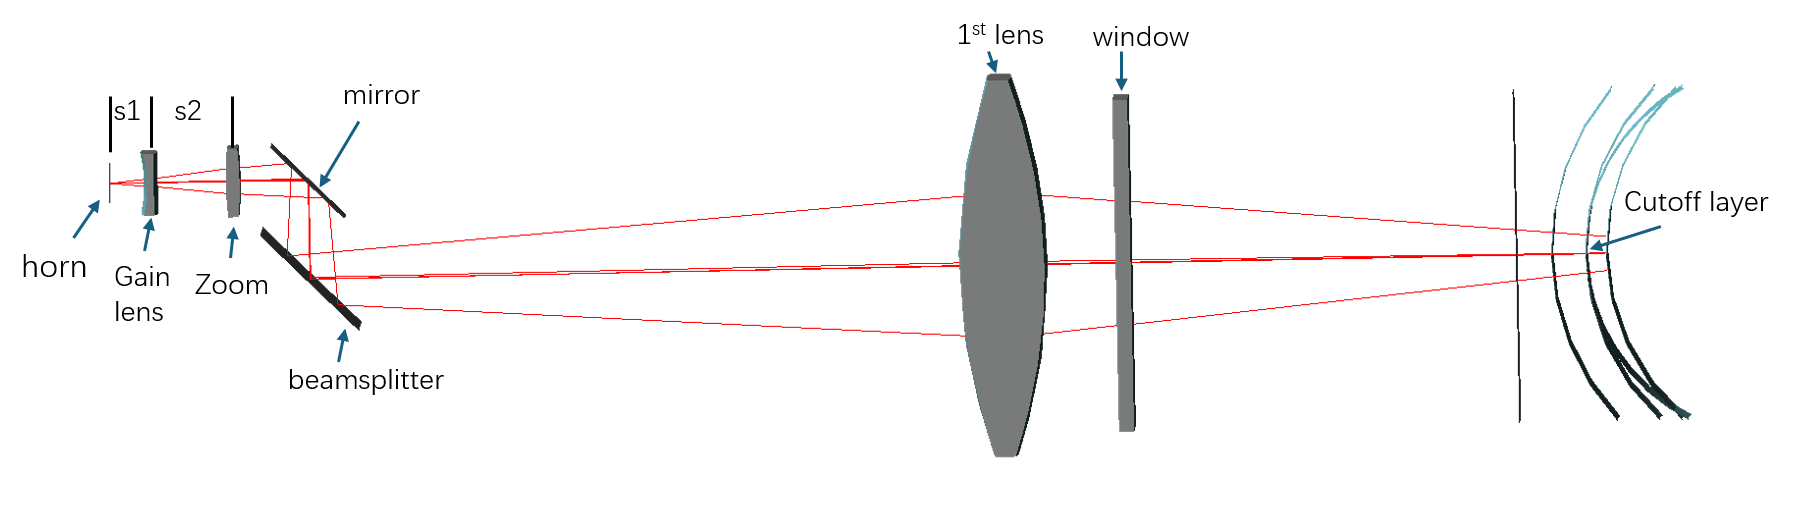 1st lens
window
mirror
s1
s2
Cutoff layer
horn
Gain
lens
Zoom
beamsplitter